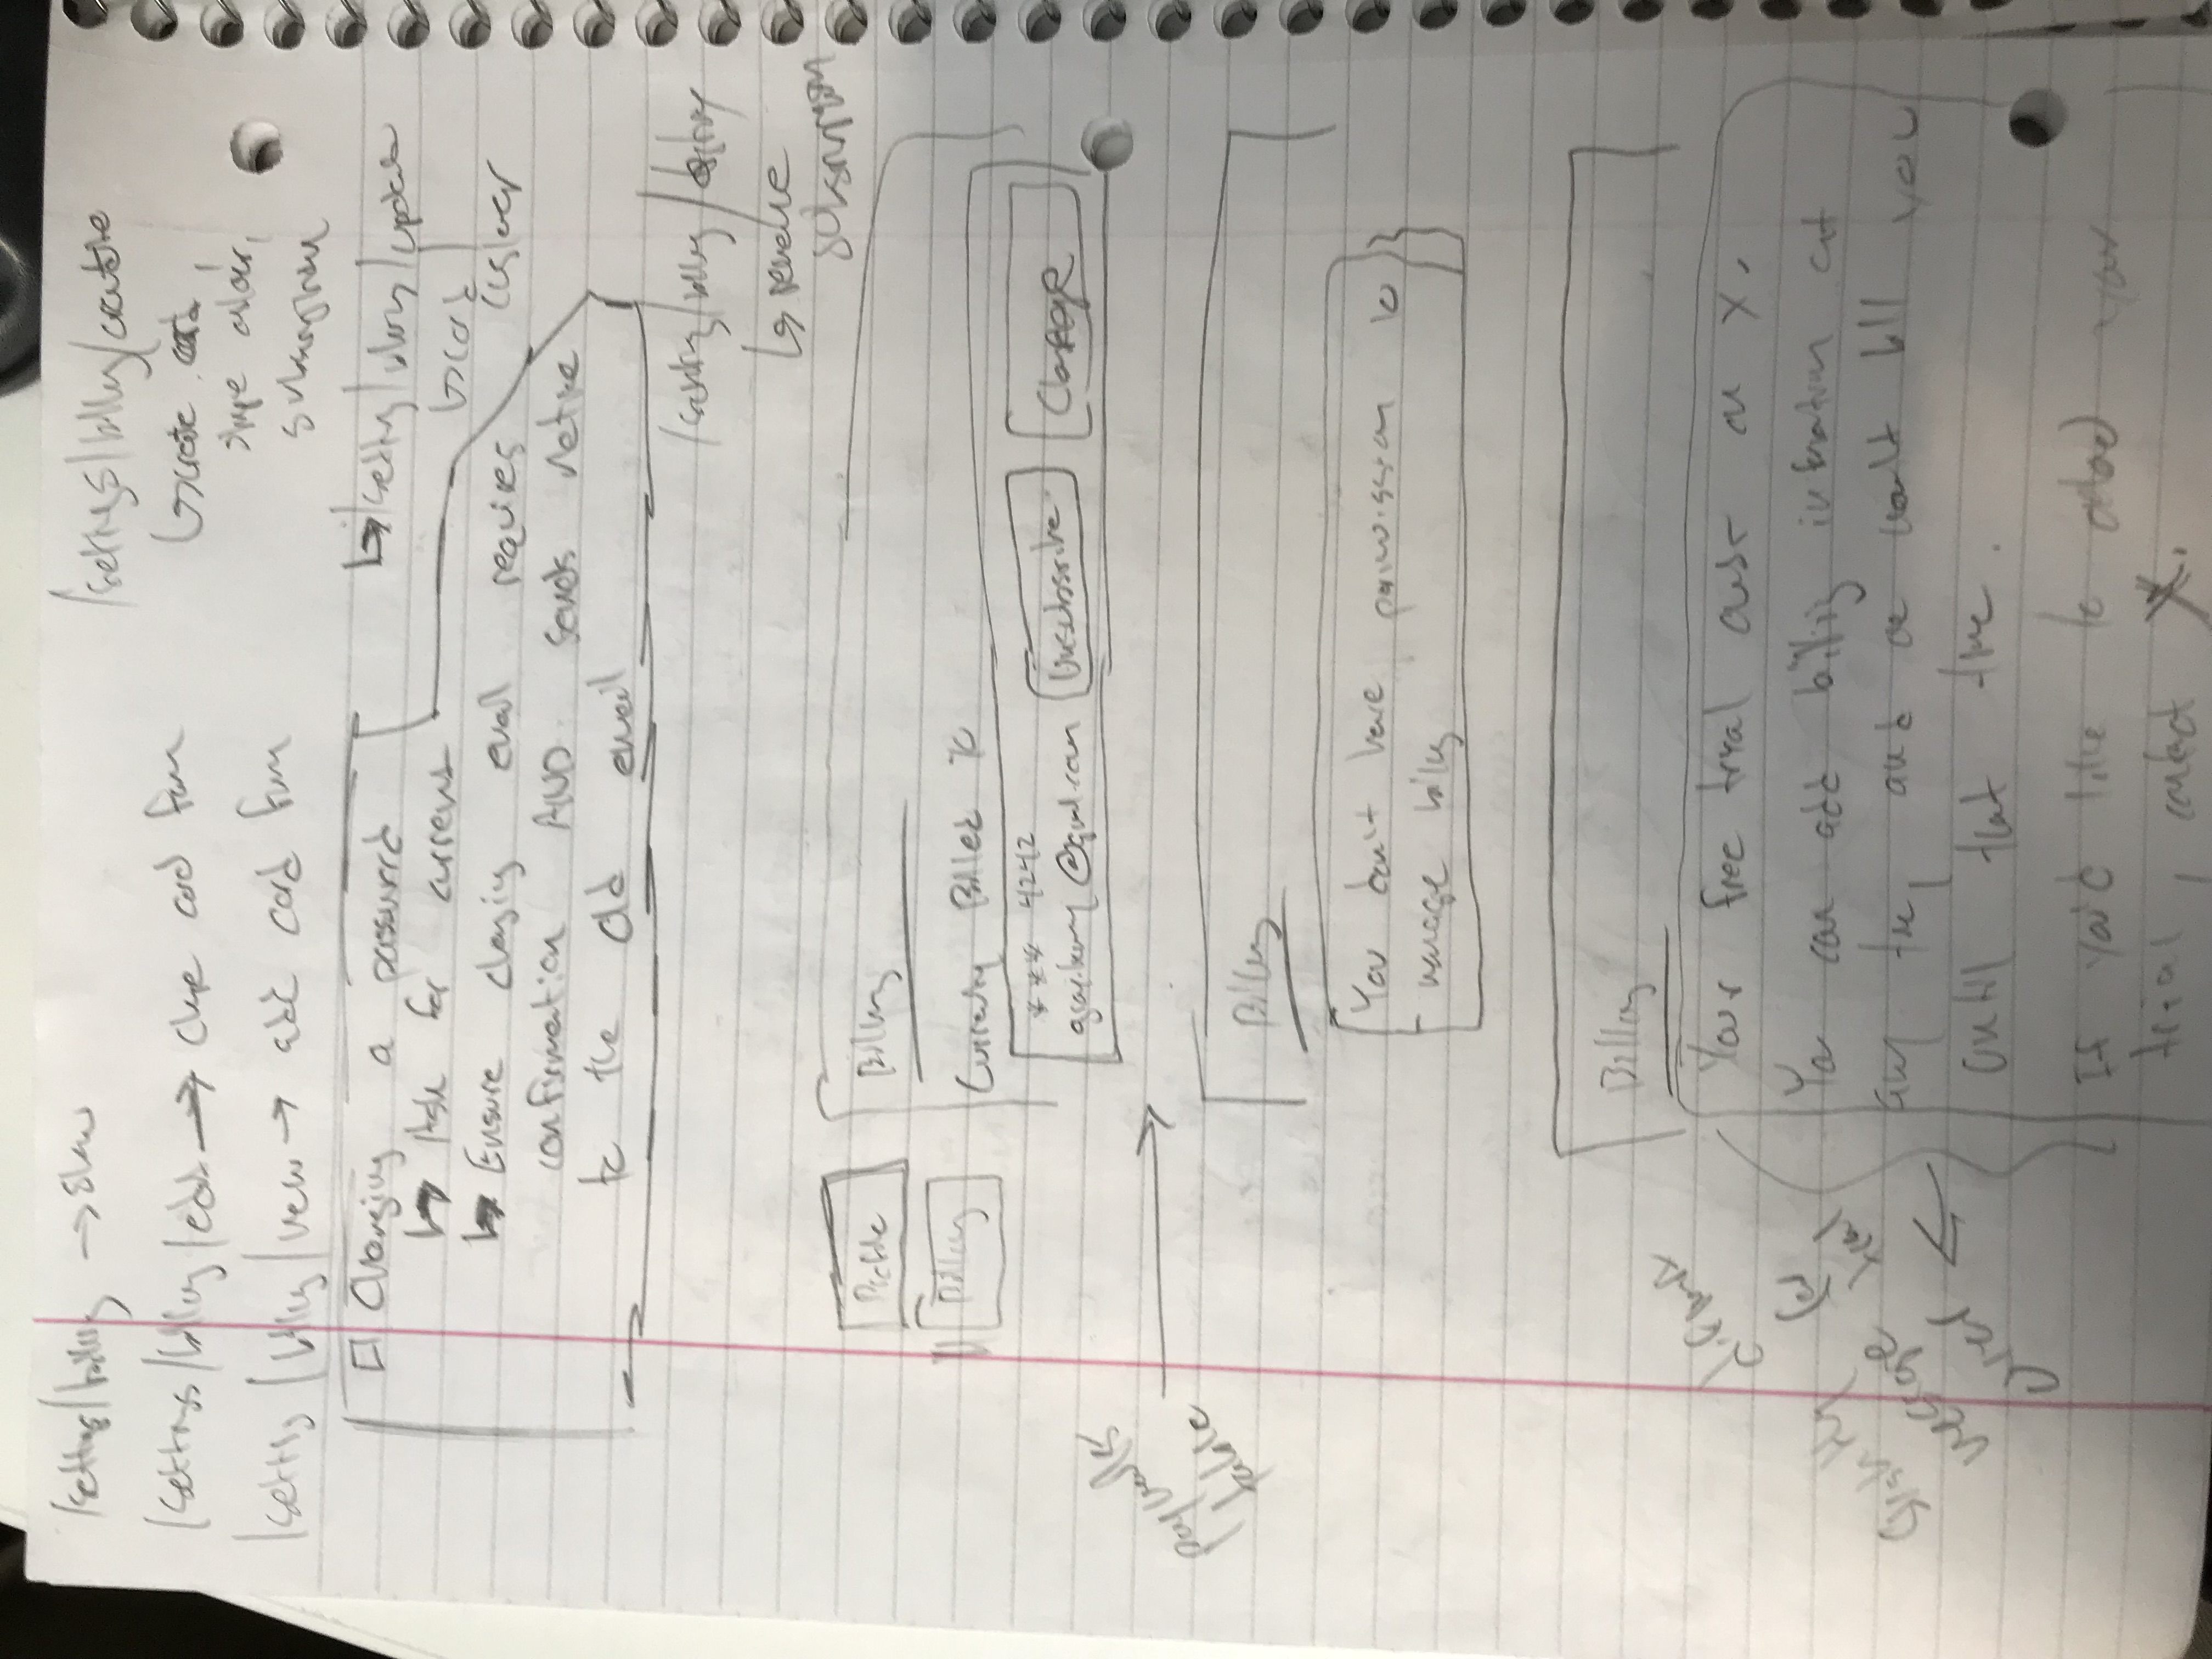 /settings/billing → show
/settings/billing/edit → change card form
/settings/billing/new → add card form
/settings/billing/create
↳ create card,
stripe customer,
subscription
Changing a password
↳ Ask for current
↳ Ensure changing email requires
confirmation AND sends notice
to the old email
↳ /settings/billing/update
↳ card
customer
/settings/billing/destroy
↳ remove
subscription
Profile
Billing
Billing
Currently Billed to
*** 4242
@gmail.com
Unsubscribe
Change
payments
table
Billing
You don't have permission to
manage billing
Billing
Your free trial ends on X.
You can add billing information at
any time, and we won't bill you
until that time.
If you'd like to extend your
trial, contact X.
Slightly different
message for
over trial